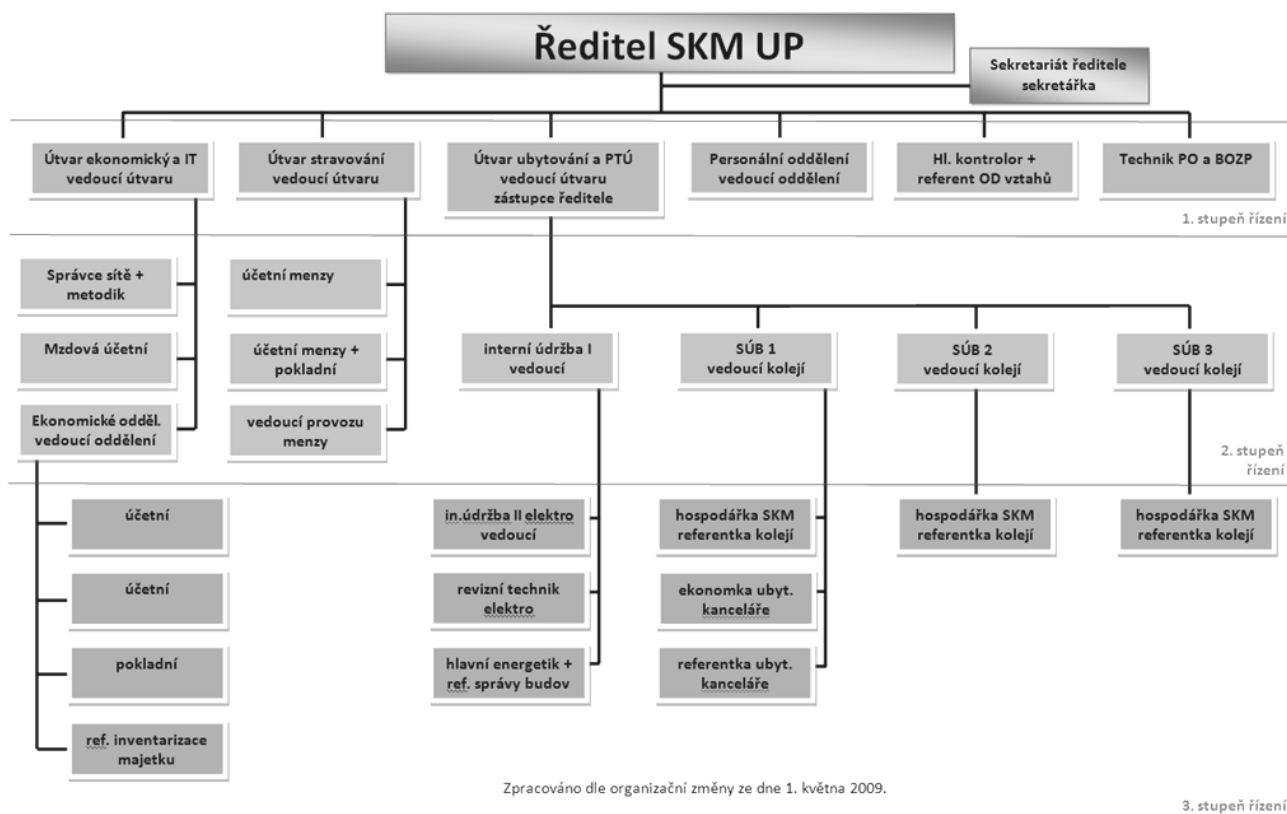 Ředitel SKM UP
Sekretariát ředitele
sekretářka
Útvar ekonomický a IT
vedoucí útvaru
Útvar stravování
vedoucí útvaru
Útvar ubytování a PTÚ
vedoucí útvaru
zástupce ředitele
Personální oddělení
vedoucí oddělení
Hl. kontrolor +
referent OD vztahů
Technik PO a BOZP
1. stupeň řízení
Správce sítě +
metodik
účetní menzy
Mzdová účetní
účetní menzy +
pokladní
interní údržba I
vedoucí
SÚB 1
vedoucí kolejí
SÚB 2
vedoucí kolejí
SÚB 3
vedoucí kolejí
Ekonomické odděl.
vedoucí oddělení
vedoucí provozu
menzy
2. stupeň
řízení
účetní
in.údržba II elektro
vedoucí
hospodářka SKM
referentka kolejí
hospodářka SKM
referentka kolejí
hospodářka SKM
referentka kolejí
účetní
revizní technik
elektro
ekonomka ubyt.
kanceláře
pokladní
hlavní energetik +
ref. správy budov
referentka ubyt.
kanceláře
ref. inventarizace
majetku
Zpracováno dle organizační změny ze dne 1. května 2009.
3. stupeň řízení